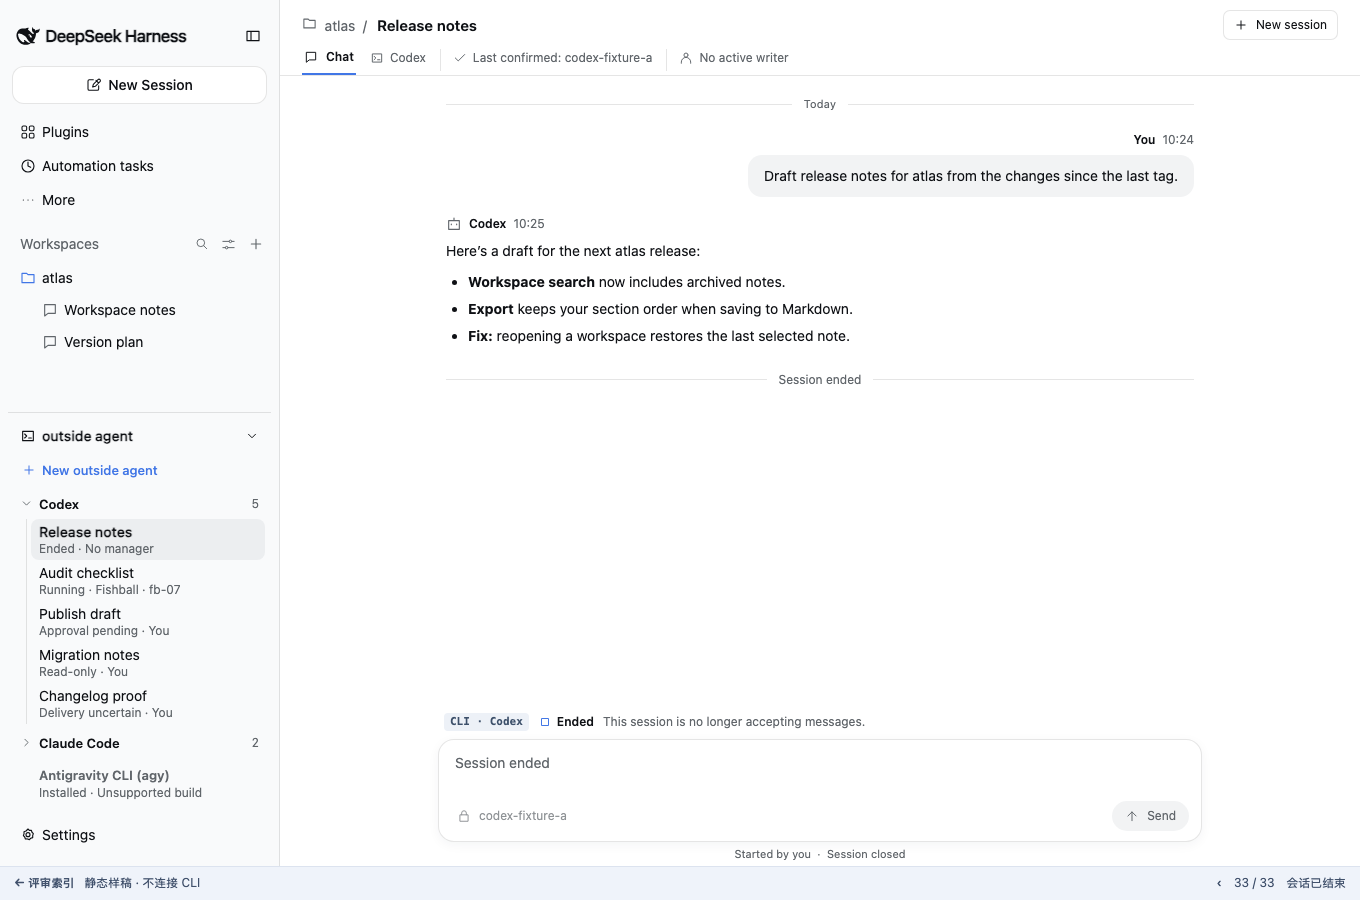 DeepSeek Harness
New Session
Plugins
Automation tasks
More
Workspaces
atlas
Workspace notes
Version plan
outside agent
New outside agent
Codex 5
Release notes
Ended · No manager
Audit checklist
Running · Fishball · fb-07
Publish draft
Approval pending · You
Migration notes
Read-only · You
Changelog proof
Delivery uncertain · You
Claude Code 2
Antigravity CLI (agy)
Installed · Unsupported build
Settings
atlas / Release notes
New session
Chat Codex Last confirmed: codex-fixture-a No active writer
Today
You 10:24
Draft release notes for atlas from the changes since the last tag.
Codex 10:25
Here’s a draft for the next atlas release:
• Workspace search now includes archived notes.
• Export keeps your section order when saving to Markdown.
• Fix: reopening a workspace restores the last selected note.
Session ended
CLI · Codex Ended This session is no longer accepting messages.
Session ended
codex-fixture-a
Send
Started by you · Session closed
← 评审索引 静态样稿 · 不连接 CLI
‹ 33 / 33 会话已结束